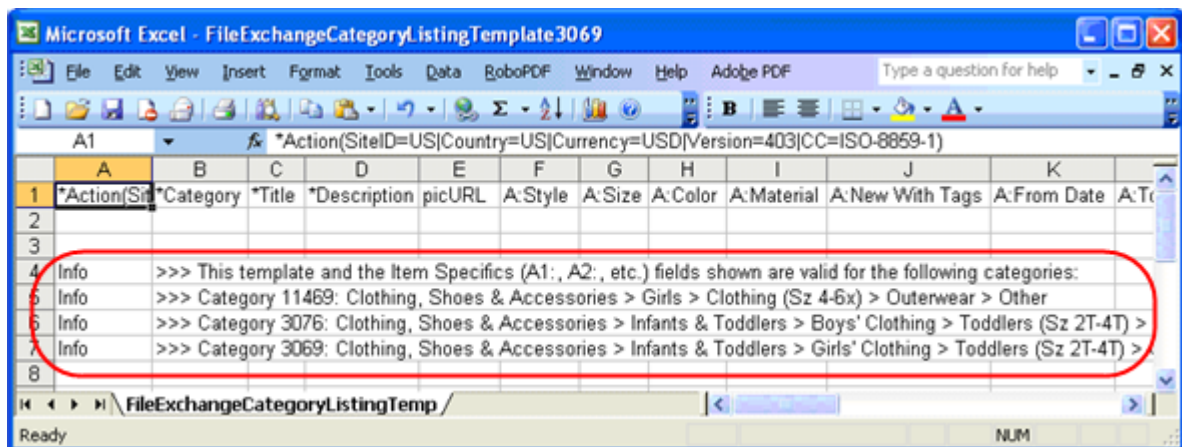 Microsoft Excel - FileExchangeCategoryListingTemplate3069
File Edit View Insert Format Tools Data RoboPDF Window Help Adobe PDF Type a question for help
A1 fx *Action(SiteID=US|Country=US|Currency=USD|Version=403|CC=ISO-8859-1)
A B C D E F G H I J K
1 *Action(Sit *Category *Title *Description picURL A:Style A:Size A:Color A:Material A:New With Tags A:From Date A:To
2
3
4 Info >>> This template and the Item Specifics (A1:, A2:, etc.) fields shown are valid for the following categories:
5 Info >>> Category 11469: Clothing, Shoes & Accessories > Girls > Clothing (Sz 4-6x) > Outerwear > Other
6 Info >>> Category 3076: Clothing, Shoes & Accessories > Infants & Toddlers > Boys' Clothing > Toddlers (Sz 2T-4T) >
7 Info >>> Category 3069: Clothing, Shoes & Accessories > Infants & Toddlers > Girls' Clothing > Toddlers (Sz 2T-4T) >
8
FileExchangeCategoryListingTemp
Ready NUM